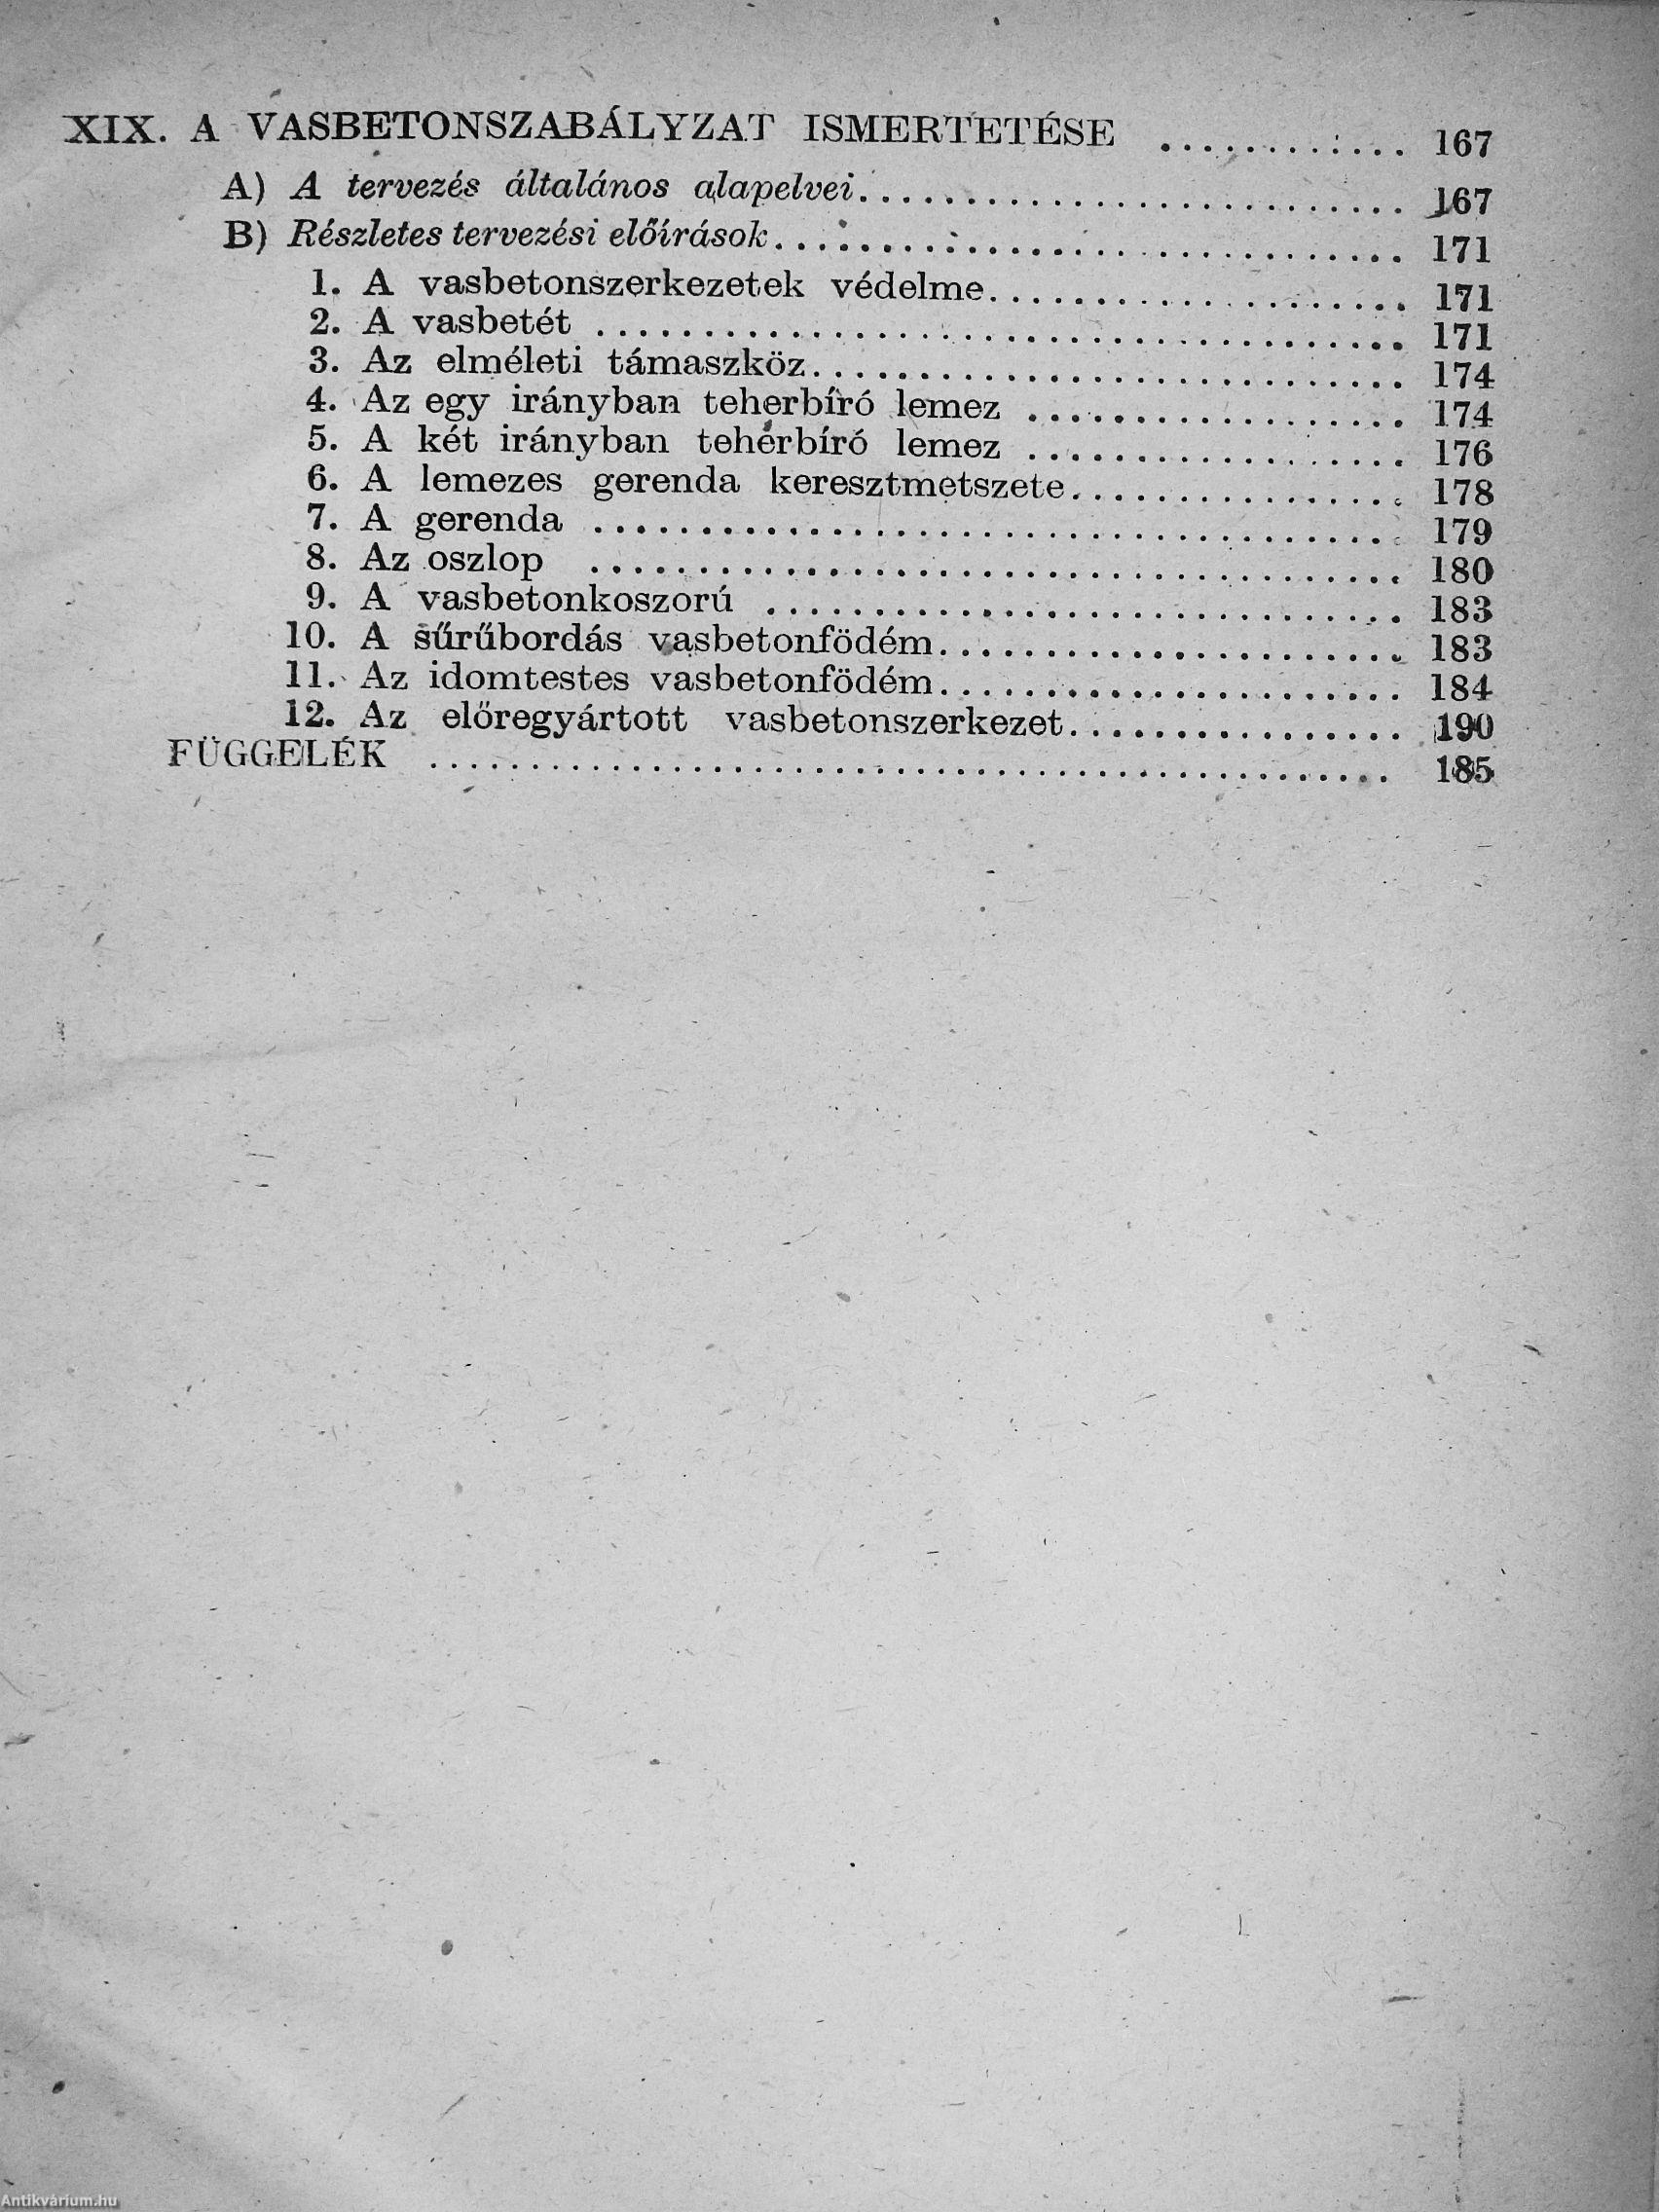 XIX. A VASBETONSZABÁLYZAT ISMERTETÉSE ............ 167
A) A tervezés általános alapelvei.......................... 167
B) Részletes tervezési előírások.............................. 171
1. A vasbetonszerkezetek védelme.................... 171
2. A vasbetét ...................................... 171
3. Az elméleti támaszköz............................ 174
4. Az egy irányban teherbíró lemez .................. 174
5. A két irányban teherbíró lemez .................. 176
6. A lemezes gerenda keresztmetszete................ 178
7. A gerenda ...................................... 179
8. Az oszlop ...................................... 180
9. A vasbetonkoszorú .............................. 183
10. A sűrűbordás vasbetonfödém...................... 183
11. Az idomtestes vasbetonfödém...................... 184
12. Az előregyártott vasbetonszerkezet................ 190
FÜGGELÉK .............................................. 185
Antikvárium.hu